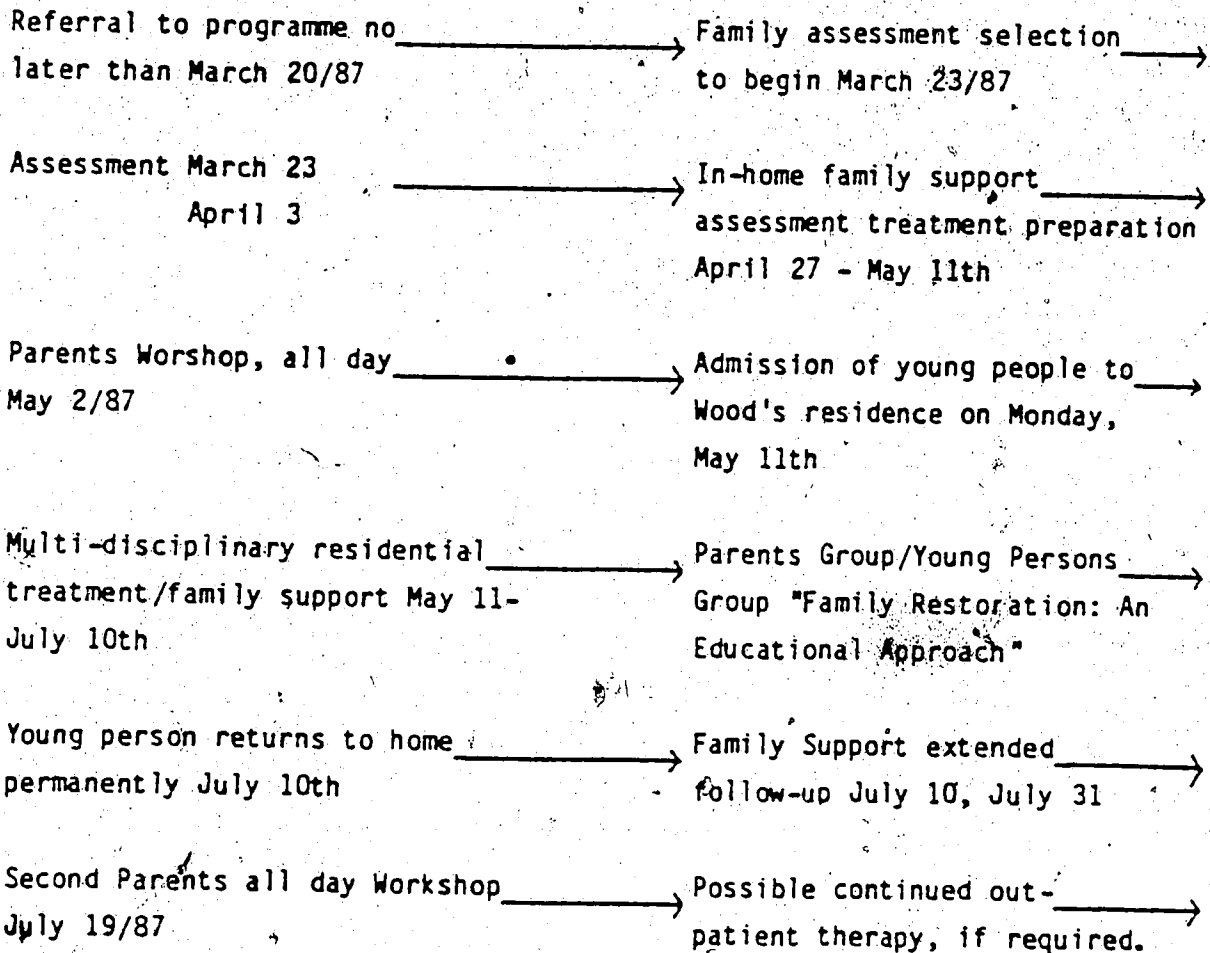 Referral to programme no
later than March 20/87
Family assessment selection
to begin March 23/87
Assessment March 23
April 3
In-home family support
assessment treatment preparation
April 27 - May 11th
Parents Worshop, all day
May 2/87
Admission of young people to
Wood's residence on Monday,
May 11th
Multi-disciplinary residential
treatment/family support May 11-
July 10th
Parents Group/Young Persons
Group "Family Restoration: An
Educational Approach"
Young person returns to home
permanently July 10th
Family Support extended
follow-up July 10, July 31
Second Parents all day Workshop
July 19/87
Possible continued out-
patient therapy, if required.